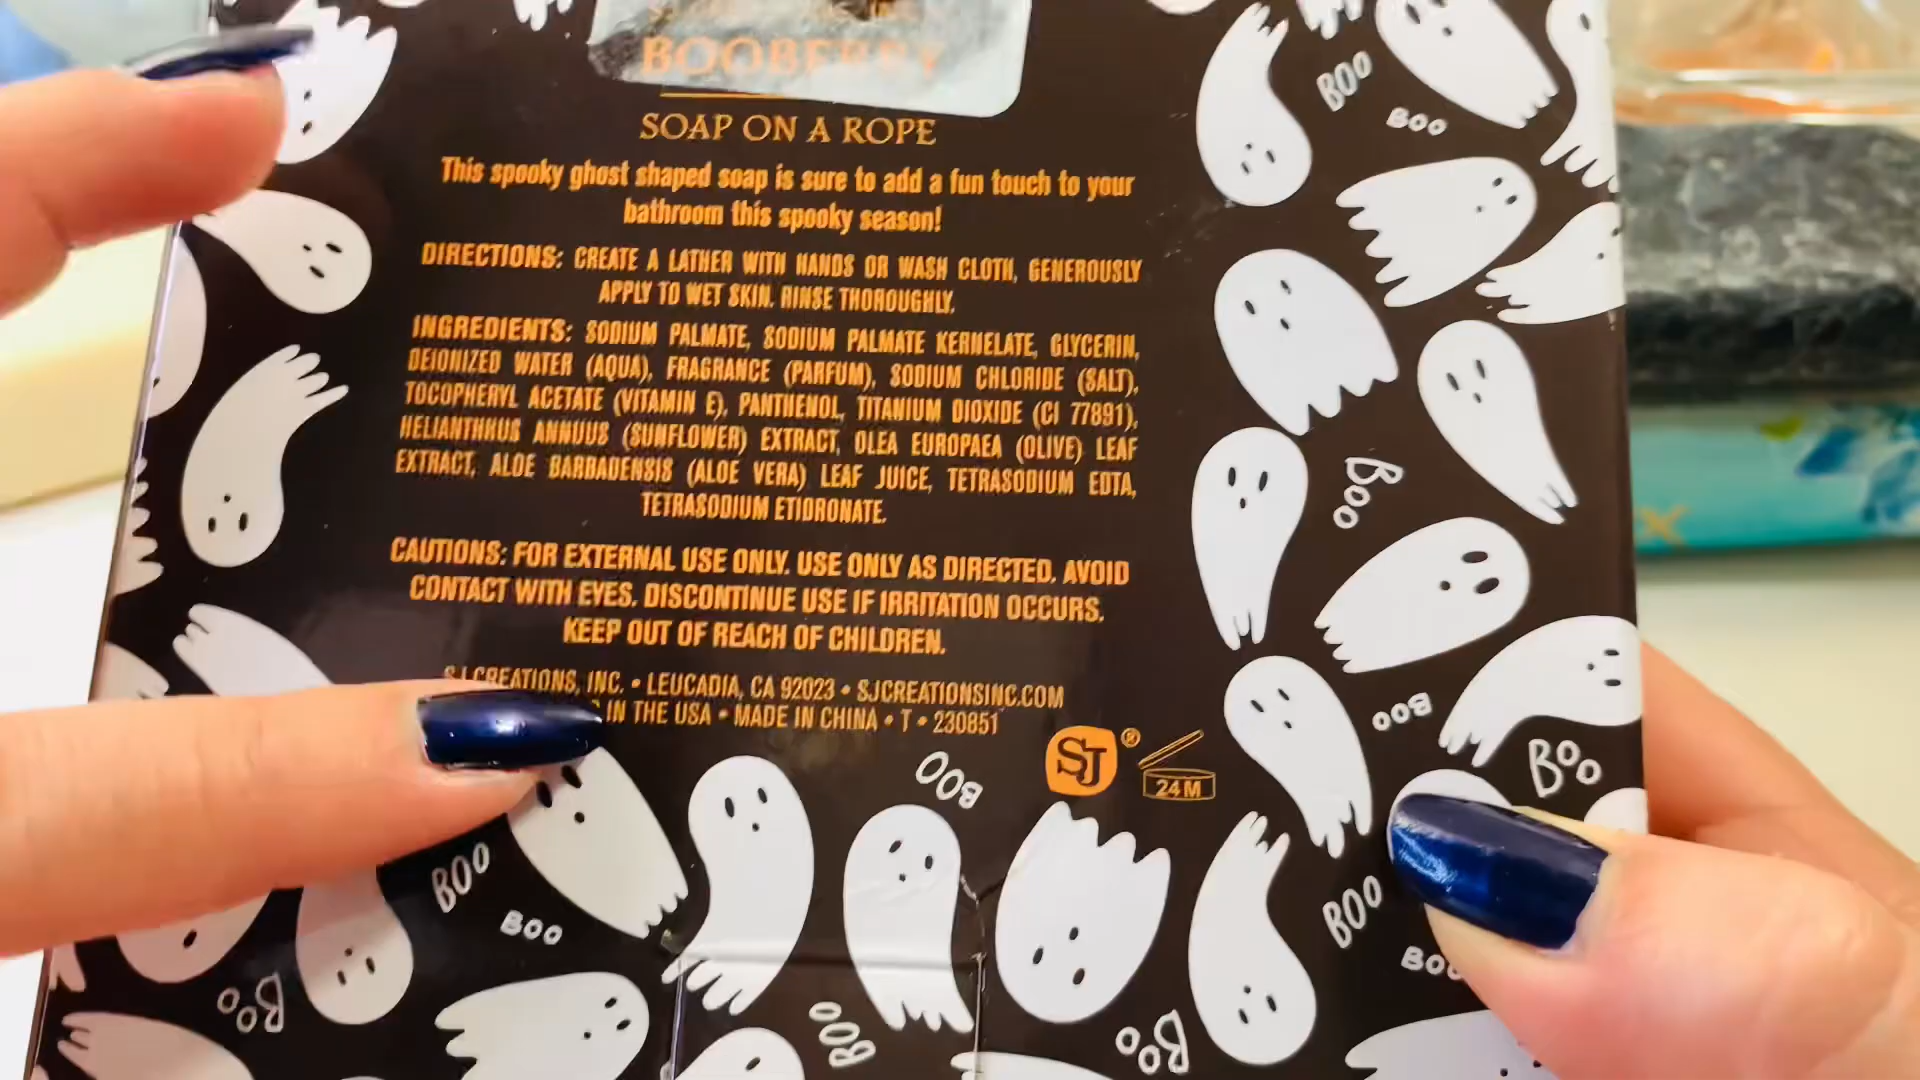 BOOBERRY
SOAP ON A ROPE
This spooky ghost shaped soap is sure to add a fun touch to your
bathroom this spooky season!
DIRECTIONS: CREATE A LATHER WITH HANDS OR WASH CLOTH, GENEROUSLY
APPLY TO WET SKIN. RINSE THOROUGHLY.
INGREDIENTS: SODIUM PALMATE, SODIUM PALMATE KERNELATE, GLYCERIN,
DEIONIZED WATER (AQUA), FRAGRANCE (PARFUM), SODIUM CHLORIDE (SALT),
TOCOPHERYL ACETATE (VITAMIN E), PANTHENOL, TITANIUM DIOXIDE (CI 77891),
HELIANTHKUS ANNUUS (SUNFLOWER) EXTRACT, OLEA EUROPAEA (OLIVE) LEAF
EXTRACT, ALOE BARBADENSIS (ALOE VERA) LEAF JUICE, TETRASODIUM EDTA,
TETRASODIUM ETIDRONATE.
CAUTIONS: FOR EXTERNAL USE ONLY. USE ONLY AS DIRECTED. AVOID
CONTACT WITH EYES. DISCONTINUE USE IF IRRITATION OCCURS.
KEEP OUT OF REACH OF CHILDREN.
SJ CREATIONS, INC. • LEUCADIA, CA 92023 • SJCREATIONSINC.COM
IN THE USA • MADE IN CHINA • T • 230851
SJ®
24M
BOO
BOO
BOO
BOO
BOO
BOO
BOO
BOO
BOO
BOO
BOO
BOO
BOO